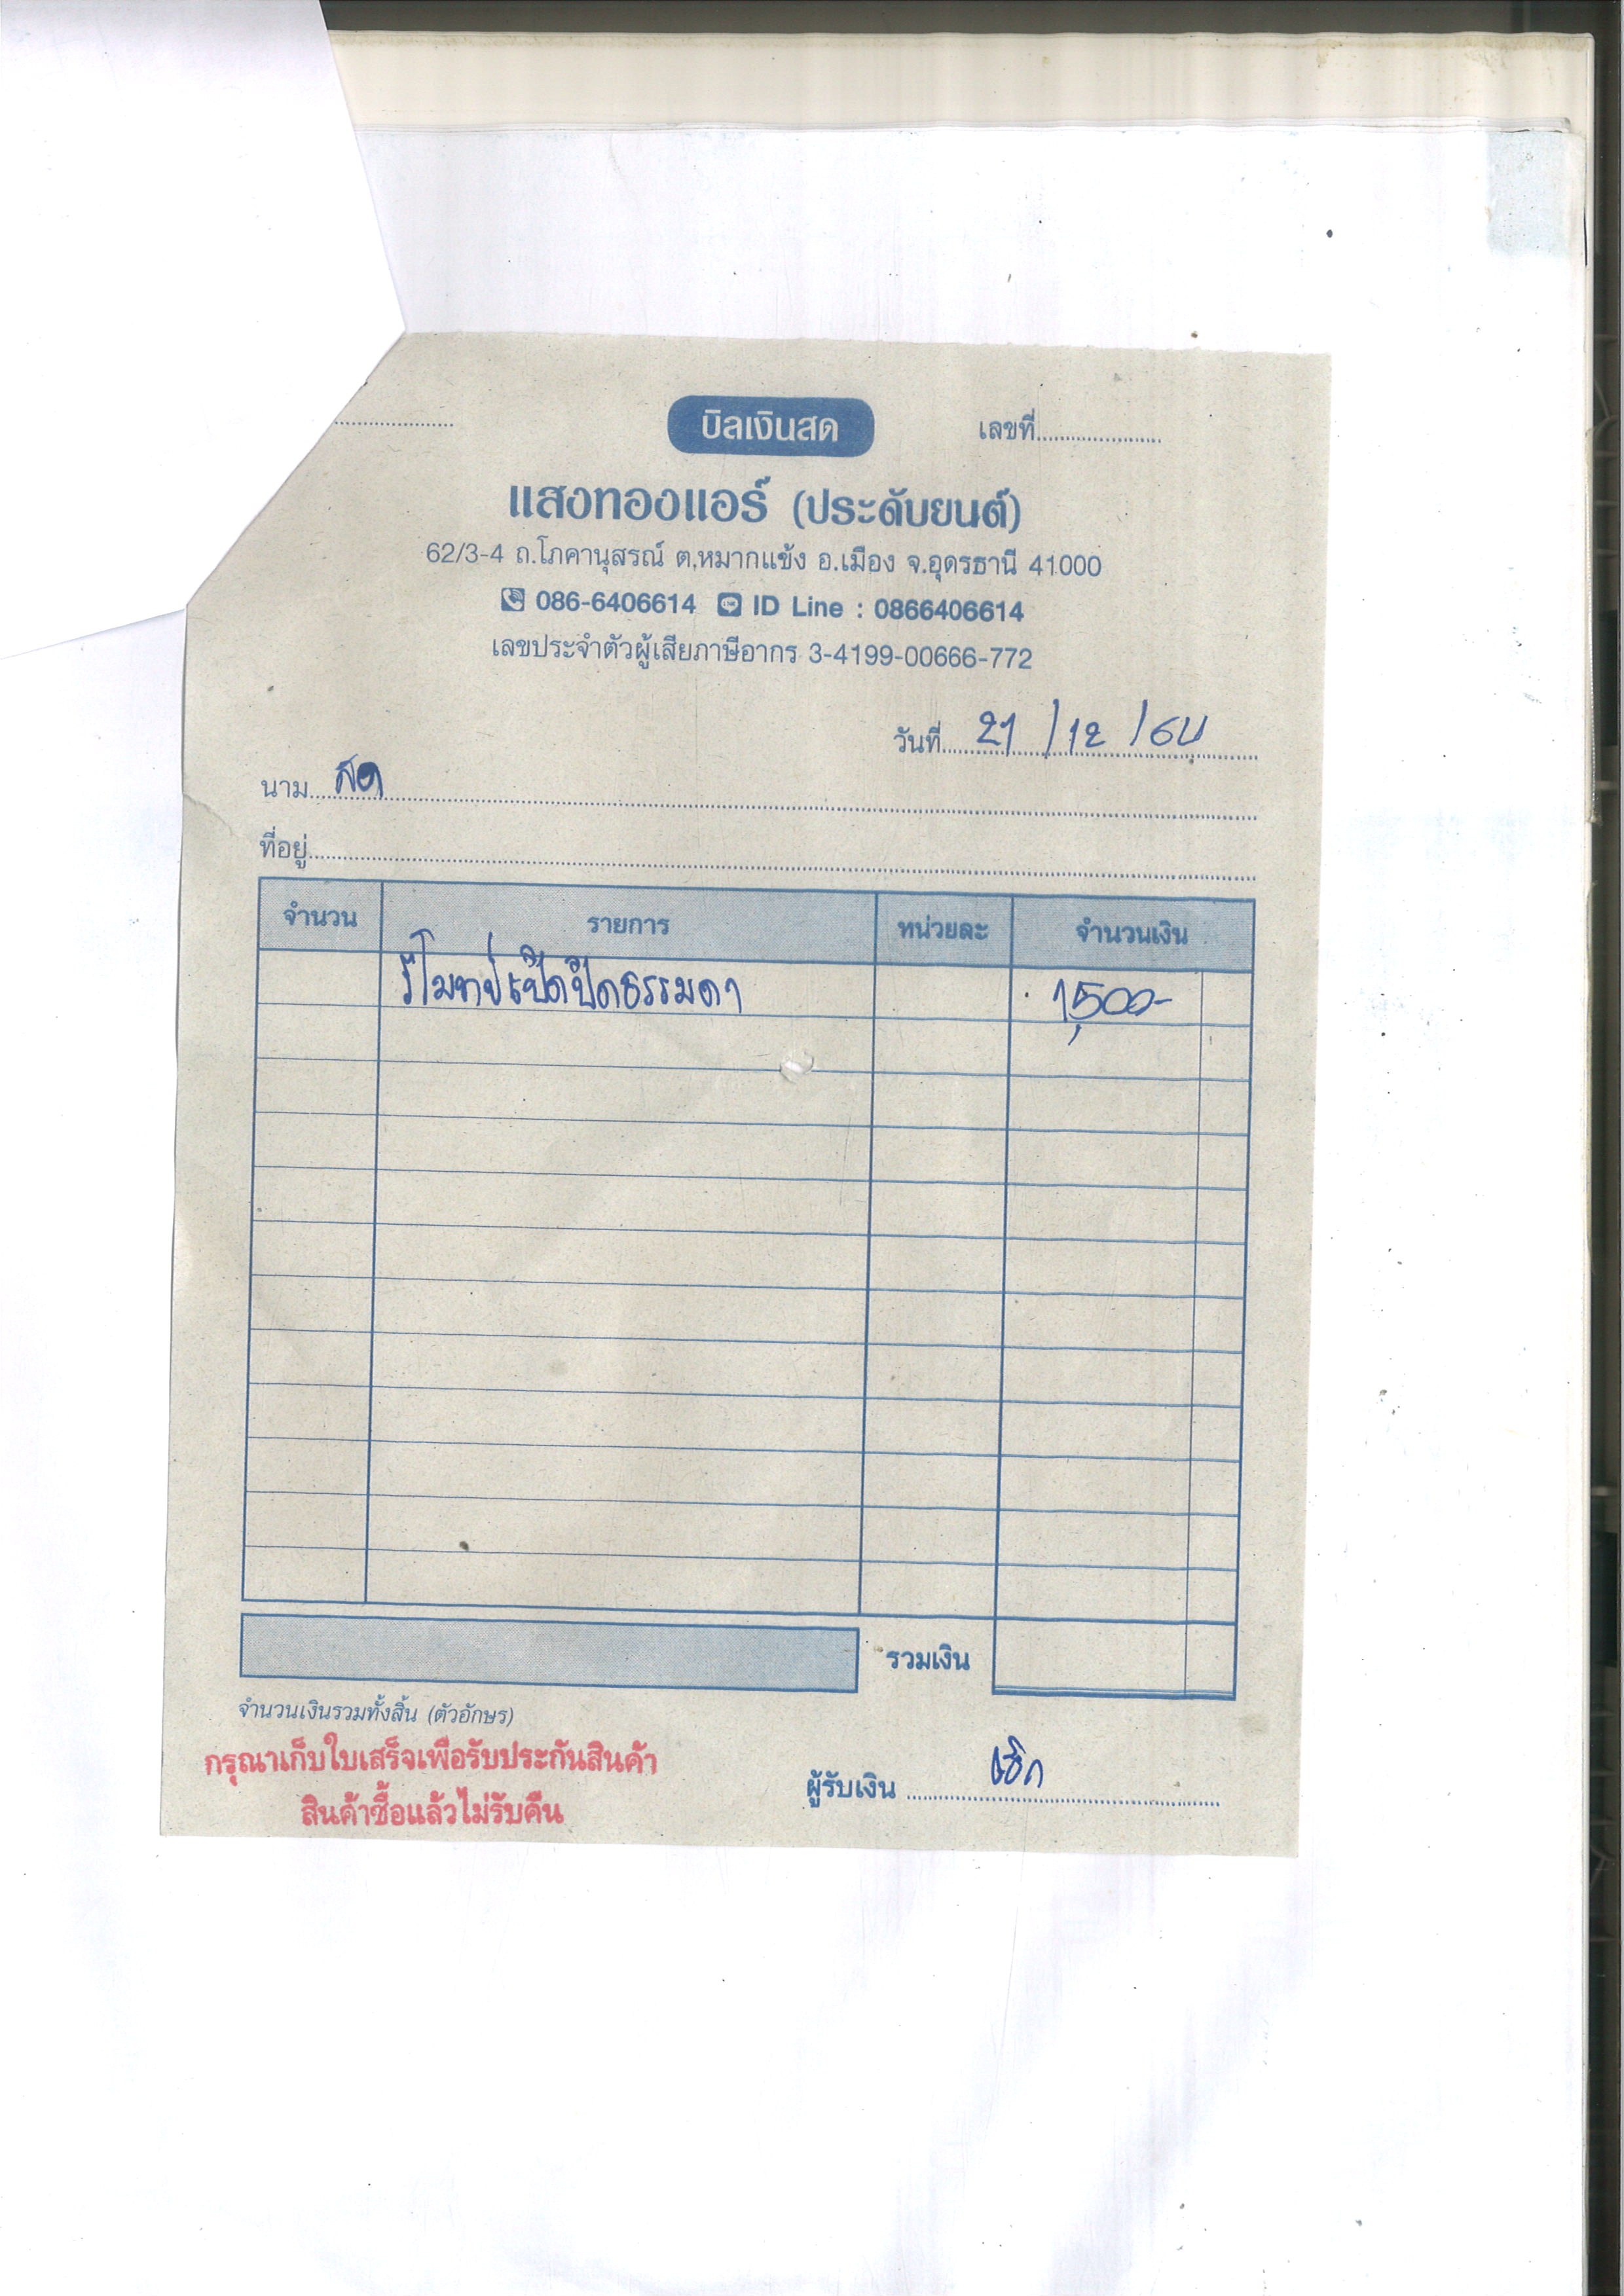 บิลเงินสด เลขที่
แสงทองแอร์ (ประดับยนต์)
62/3-4 ถ.โภคานุสรณ์ ต.หมากแข้ง อ.เมือง จ.อุดรธานี 41000
086-6406614 ID Line : 0866406614
เลขประจำตัวผู้เสียภาษีอากร 3-4199-00666-772
วันที่ 21/12/64
นาม สด
ที่อยู่
จำนวน รายการ หน่วยละ จำนวนเงิน
รีโมทย์เปิดปิดธรรมดา 1,500-
รวมเงิน
จำนวนเงินรวมทั้งสิ้น (ตัวอักษร)
กรุณาเก็บใบเสร็จเพื่อรับประกันสินค้า
สินค้าซื้อแล้วไม่รับคืน
ผู้รับเงิน